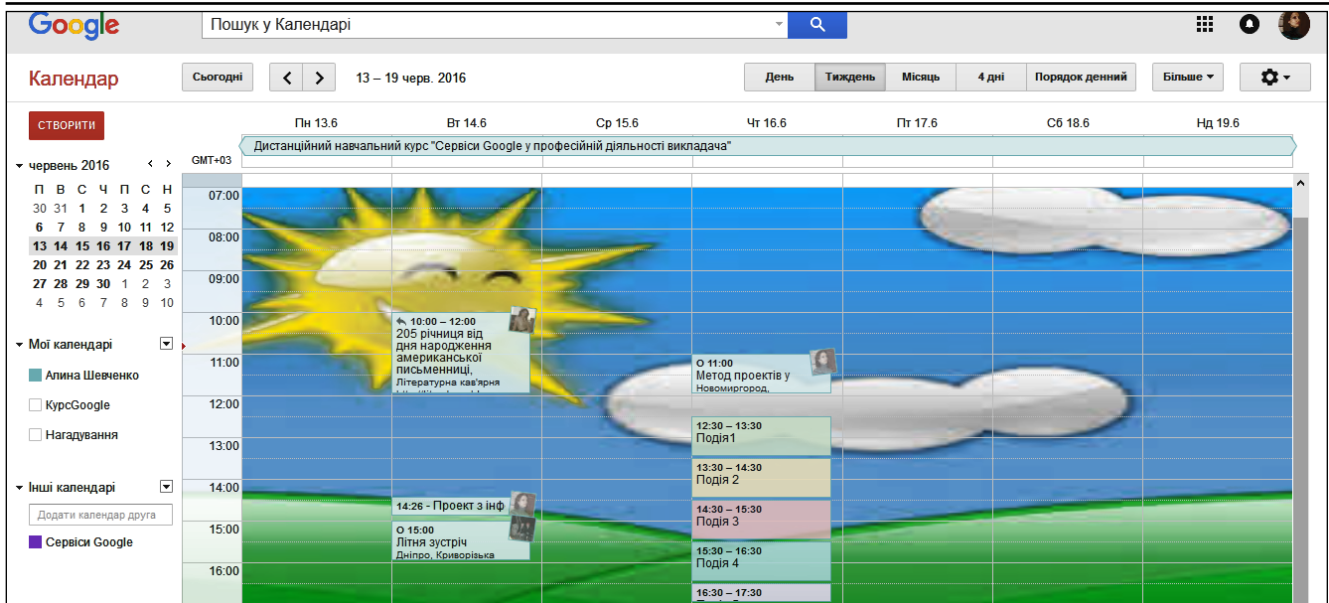 Google
Пошук у Календарі
Календар
Сьогодні
13 – 19 черв. 2016
День Тиждень Місяць 4 дні Порядок денний
Більше
СТВОРИТИ
Пн 13.6 Вт 14.6 Ср 15.6 Чт 16.6 Пт 17.6 Сб 18.6 Нд 19.6
GMT+03
Дистанційний навчальний курс "Сервіси Google у професійній діяльності викладача"
червень 2016
П В С Ч П С Н
30 31 1 2 3 4 5
6 7 8 9 10 11 12
13 14 15 16 17 18 19
20 21 22 23 24 25 26
27 28 29 30 1 2 3
4 5 6 7 8 9 10
Мої календарі
Алина Шевченко
КурсGoogle
Нагадування
Інші календарі
Додати календар друга
Сервіси Google
07:00
08:00
09:00
10:00
11:00
12:00
13:00
14:00
15:00
16:00
10:00 – 12:00
205 річниця від
дня народження
американської
письменниці,
Літературна кав'ярня
14:26 - Проект з інф
О 15:00
Літня зустріч
Дніпро, Криворізька
О 11:00
Метод проектів у
Новомиргород,
12:30 – 13:30
Подія1
13:30 – 14:30
Подія 2
14:30 – 15:30
Подія 3
15:30 – 16:30
Подія 4
16:30 – 17:30